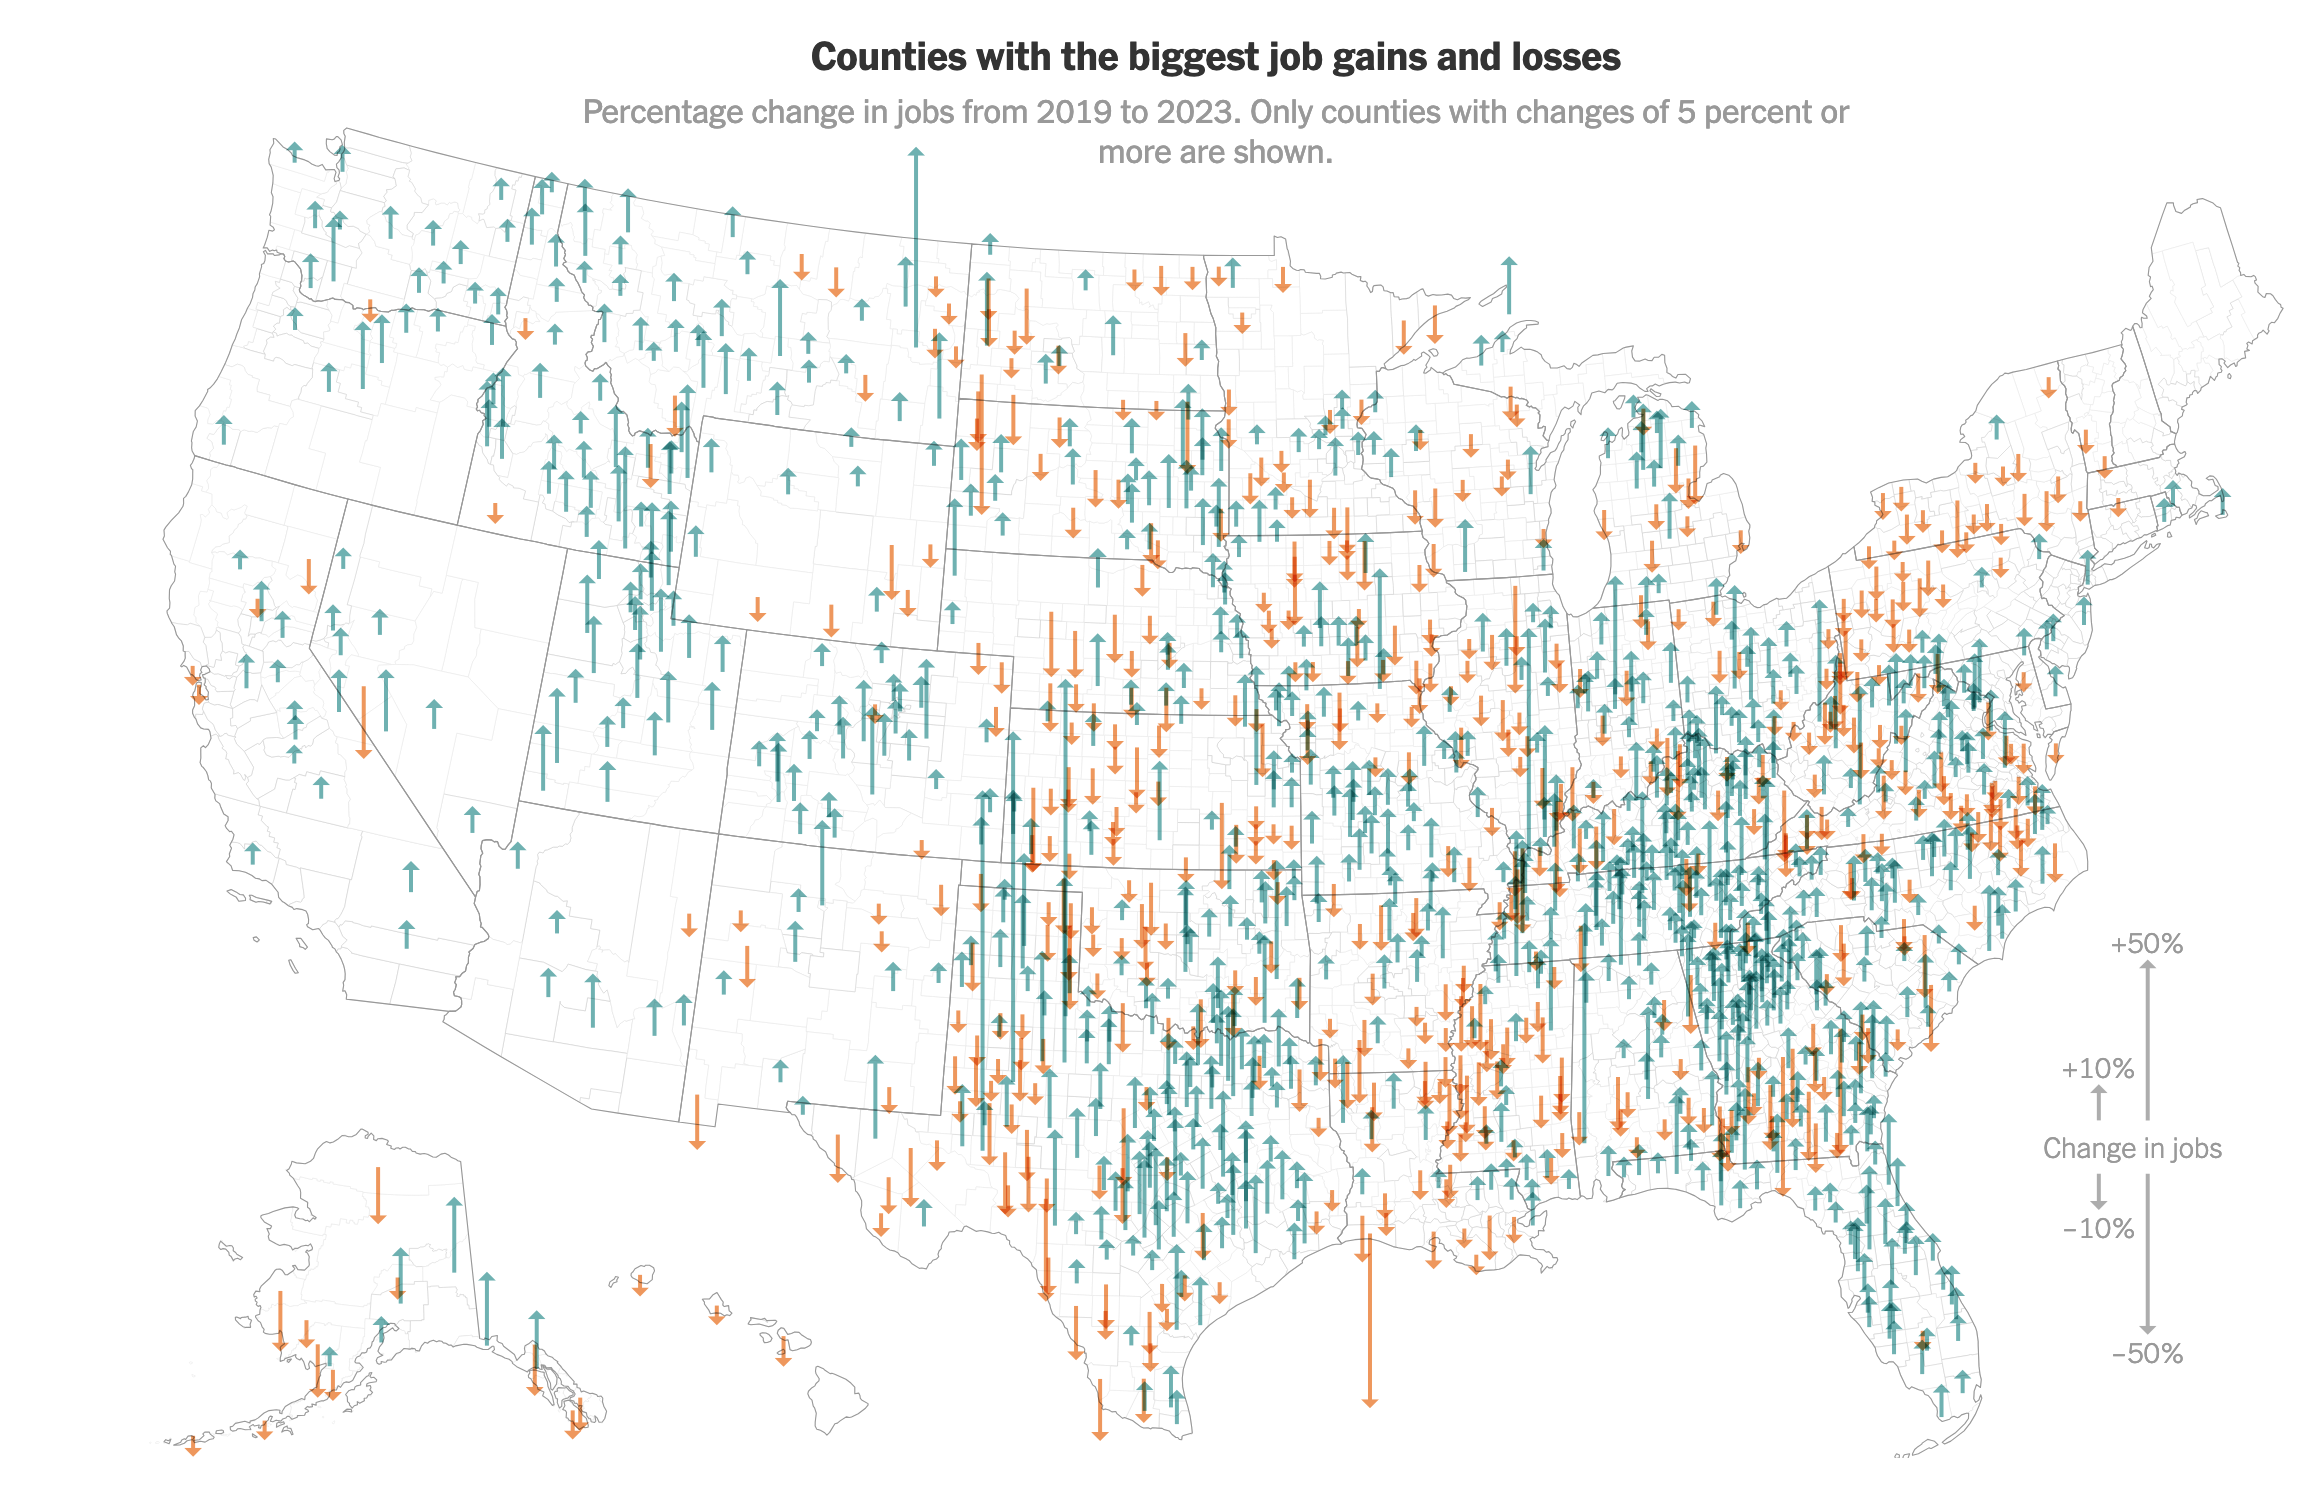 Counties with the biggest job gains and losses
Percentage change in jobs from 2019 to 2023. Only counties with changes of 5 percent or
more are shown.
+50%
+10%
Change in jobs
−10%
−50%